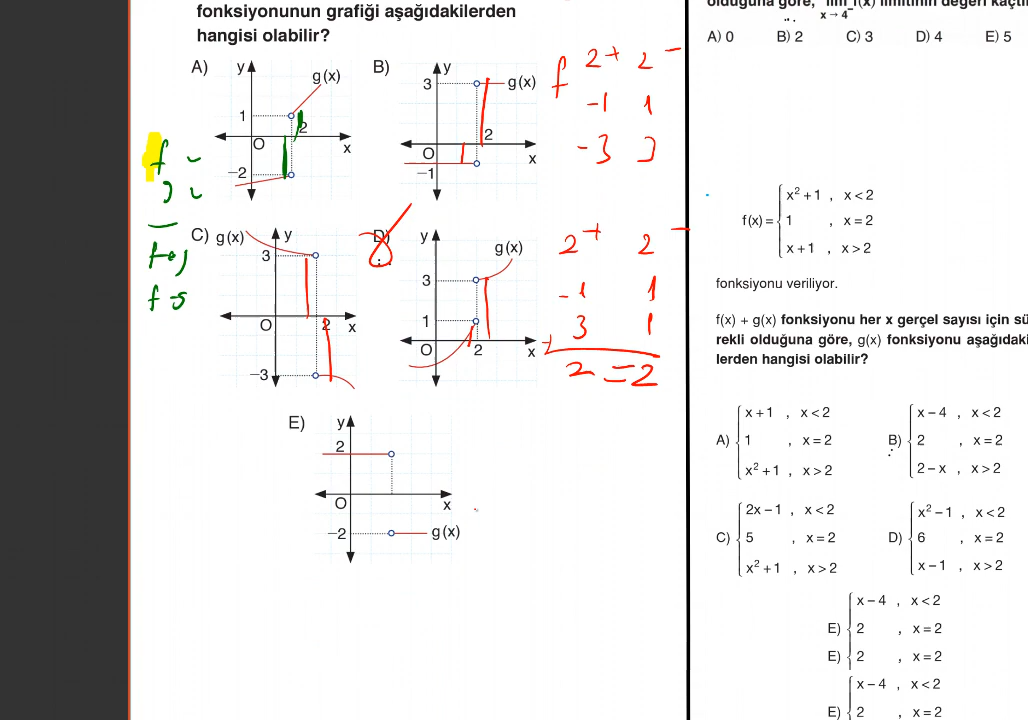 fonksiyonunun grafiği aşağıdakilerden
hangisi olabilir?
A) y g(x) 1 2 O x −2
B) y 3 g(x) 2 O x −1
f 2+ 2−
-1 1
-3 3
f
f+g
C) g(x) y 3 O 2 x −3
D) y g(x) 3 1 O 2 x
2+ 2−
-1 1
+ 3 1
2 = 2
E) y 2 O x −2 g(x)
x → 4−
A) 0 B) 2 C) 3 D) 4 E) 5
f(x) =
x² + 1 , x < 2
1 , x = 2
x + 1 , x > 2
fonksiyonu veriliyor.
f(x) + g(x) fonksiyonu her x gerçel sayısı için sü
rekli olduğuna göre, g(x) fonksiyonu aşağıdaki
lerden hangisi olabilir?
A)
x + 1 , x < 2
1 , x = 2
x² + 1 , x > 2
B)
x − 4 , x < 2
2 , x = 2
2 − x , x > 2
C)
2x − 1 , x < 2
5 , x = 2
x² + 1 , x > 2
D)
x² − 1 , x < 2
6 , x = 2
x − 1 , x > 2
x − 4 , x < 2
E) 2 , x = 2
E) 2 , x = 2
x − 4 , x < 2
E) 2 , x = 2